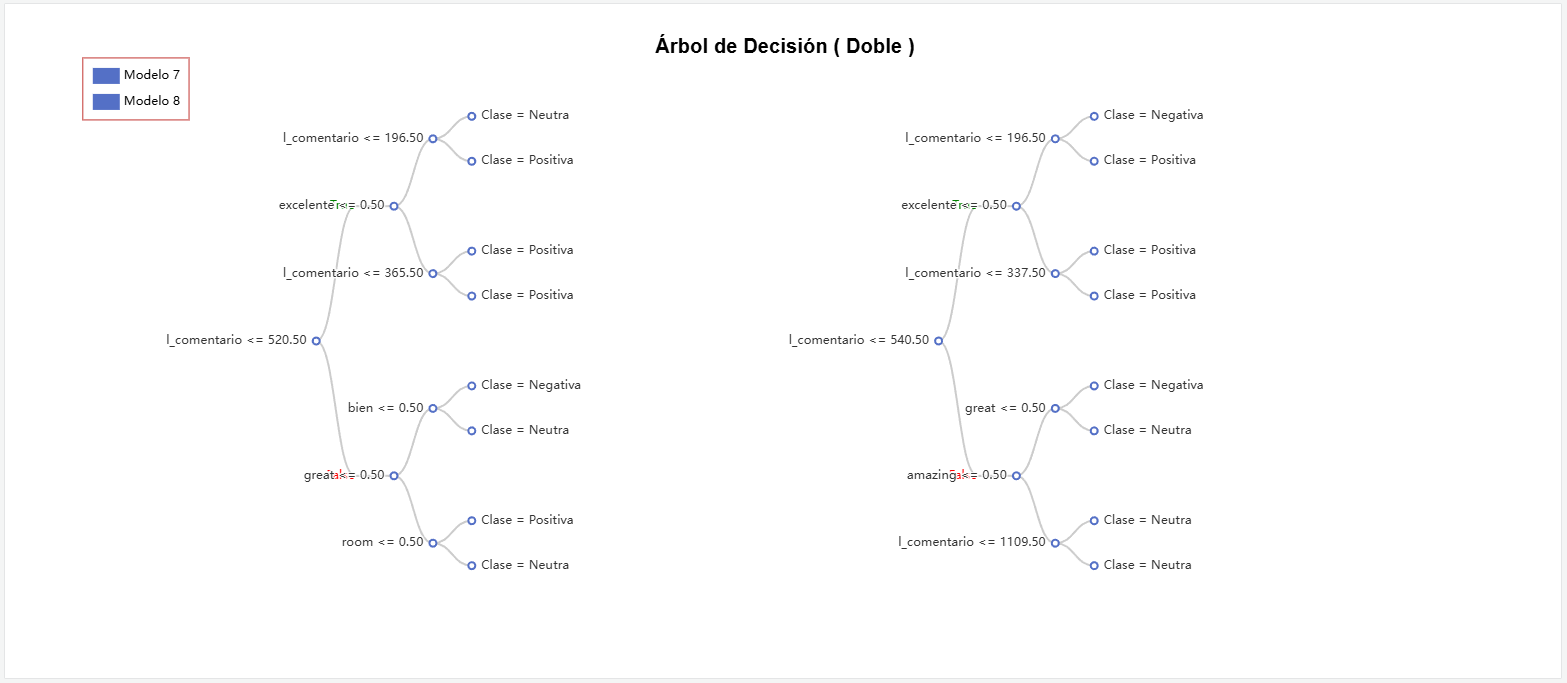 Árbol de Decisión ( Doble )
Modelo 7
Modelo 8
Clase = Neutra
l_comentario <= 196.50
Clase = Positiva
excelente <= 0.50
Clase = Positiva
l_comentario <= 365.50
Clase = Positiva
l_comentario <= 520.50
Clase = Negativa
bien <= 0.50
Clase = Neutra
great <= 0.50
Clase = Positiva
room <= 0.50
Clase = Neutra
Clase = Negativa
l_comentario <= 196.50
Clase = Positiva
excelente <= 0.50
Clase = Positiva
l_comentario <= 337.50
Clase = Positiva
l_comentario <= 540.50
Clase = Negativa
great <= 0.50
Clase = Neutra
amazing <= 0.50
Clase = Neutra
l_comentario <= 1109.50
Clase = Neutra